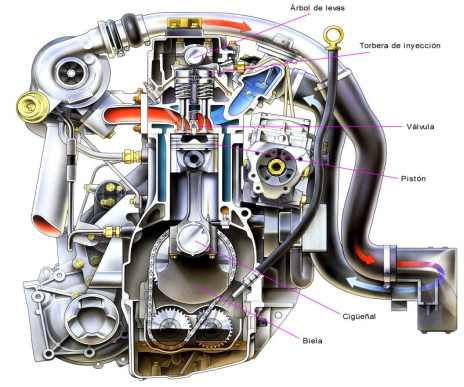 Árbol de levas
Torbera de inyección
Válvula
Pistón
Cigüeñal
Biela